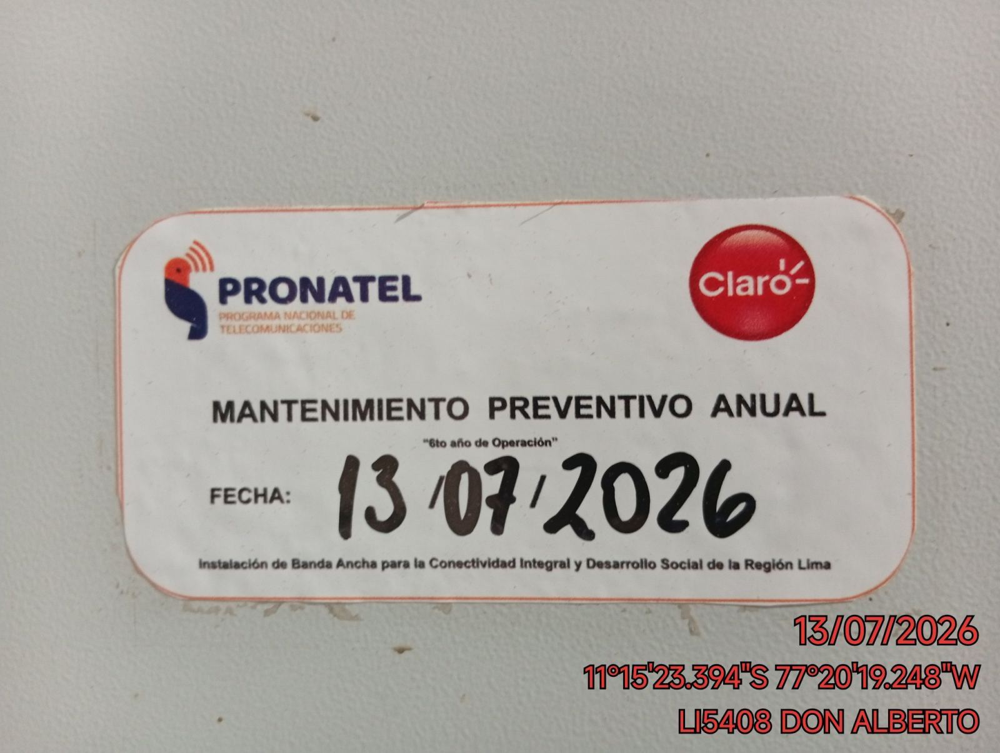 PRONATEL
PROGRAMA NACIONAL DE
TELECOMUNICACIONES
Claro
MANTENIMIENTO PREVENTIVO ANUAL
"6to año de Operación"
FECHA: 13/07/2026
Instalación de Banda Ancha para la Conectividad Integral y Desarrollo Social de la Región Lima
13/07/2026
11°15'23.394"S 77°20'19.248"W
LI5408 DON ALBERTO